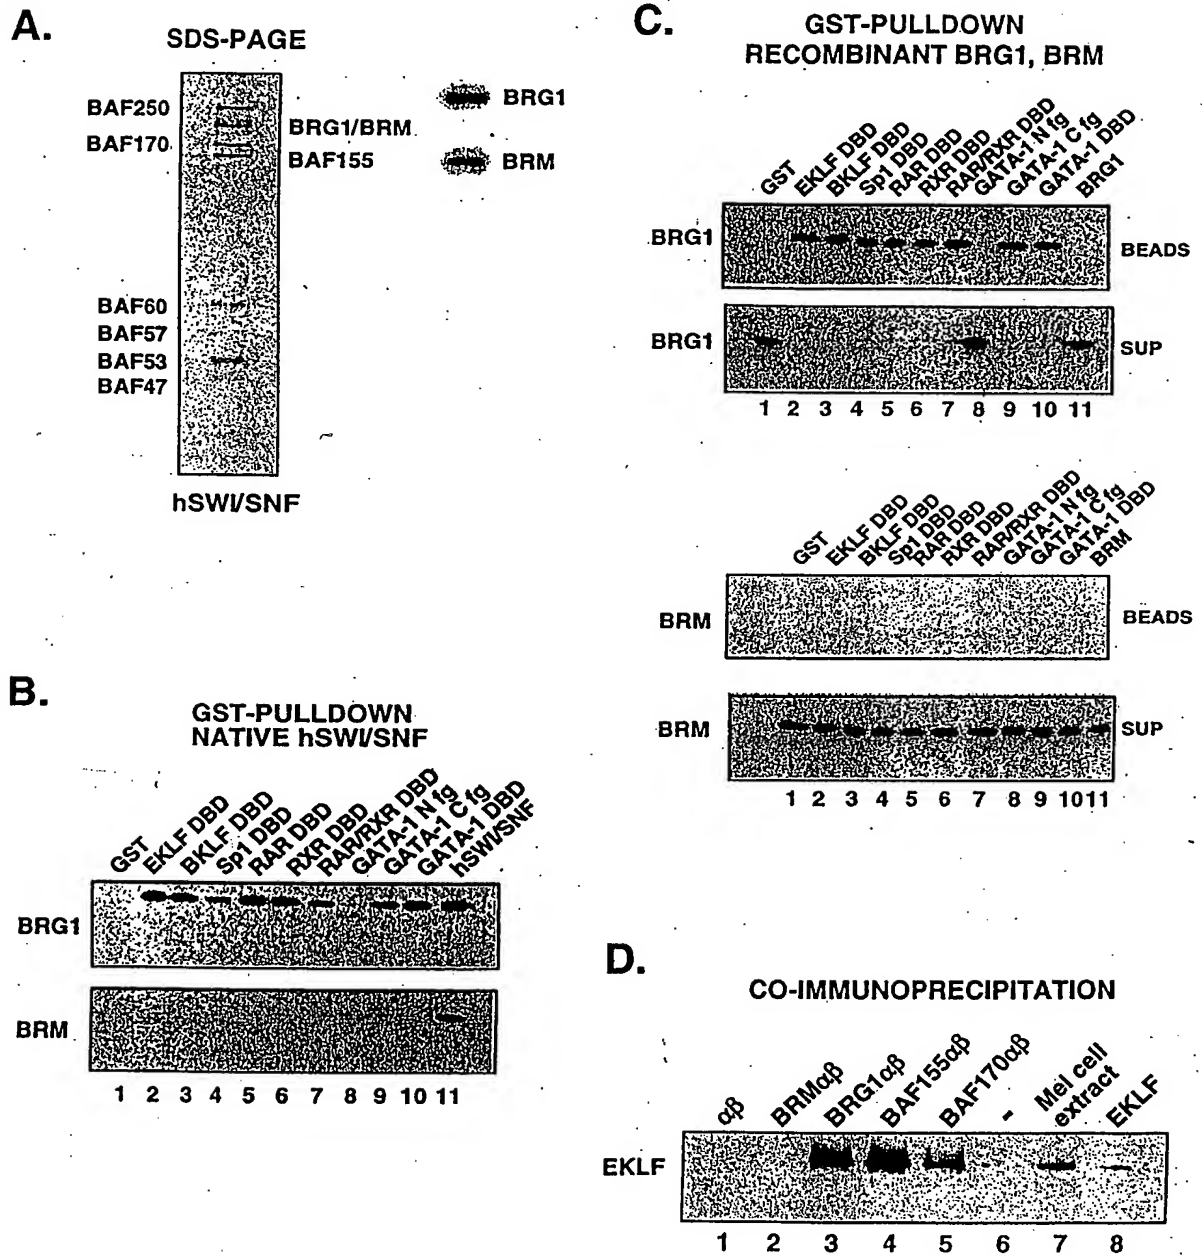 A.
SDS-PAGE
BAF250
BAF170
BRG1/BRM
BAF155
BRG1
BRM
BAF60
BAF57
BAF53
BAF47
hSWI/SNF
B.
GST-PULLDOWN
NATIVE hSWI/SNF
GST
EKLF DBD
BKLF DBD
Sp1 DBD
RAR DBD
RXR DBD
RAR/RXR DBD
GATA-1 N fg
GATA-1 C fg
GATA-1 DBD
hSWI/SNF
BRG1
BRM
1 2 3 4 5 6 7 8 9 10 11
C.
GST-PULLDOWN
RECOMBINANT BRG1, BRM
GST
EKLF DBD
BKLF DBD
Sp1 DBD
RAR DBD
RXR DBD
RAR/RXR DBD
GATA-1 N fg
GATA-1 C fg
GATA-1 DBD
BRG1
BRG1
BEADS
BRG1
SUP
1 2 3 4 5 6 7 8 9 10 11
GST
EKLF DBD
BKLF DBD
Sp1 DBD
RAR DBD
RXR DBD
RAR/RXR DBD
GATA-1 N fg
GATA-1 C fg
GATA-1 DBD
BRM
BRM
BEADS
BRM
SUP
1 2 3 4 5 6 7 8 9 10 11
D.
CO-IMMUNOPRECIPITATION
αβ
BRMαβ
BRG1αβ
BAF155αβ
BAF170αβ
-
Mel cell
extract
EKLF
EKLF
1 2 3 4 5 6 7 8